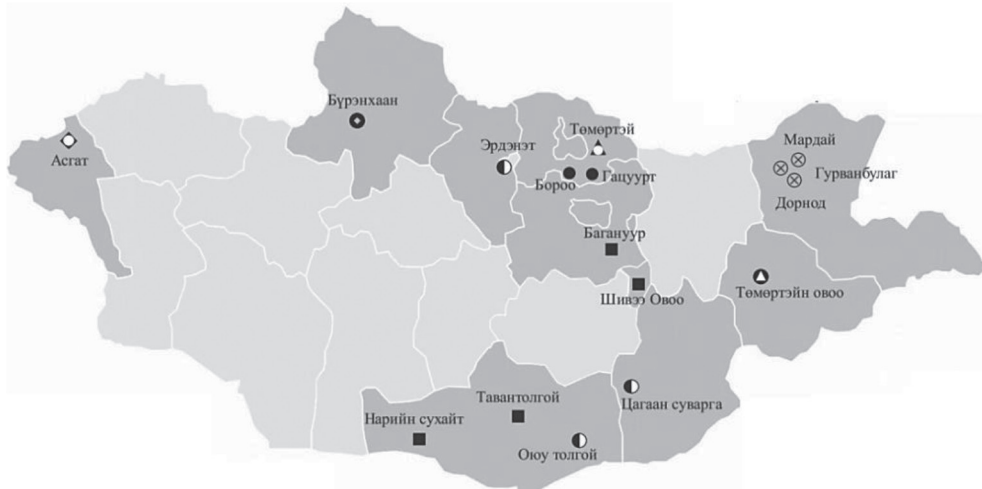 Бүрэнхаан
Асгат
Эрдэнэт
Төмөртэй
Бороо
Гацуурт
Мардай
Гурванбулаг
Дорнод
Багануур
Шивээ Овоо
Төмөртэйн овоо
Тавантолгой
Нарийн сухайт
Цагаан суварга
Оюу толгой